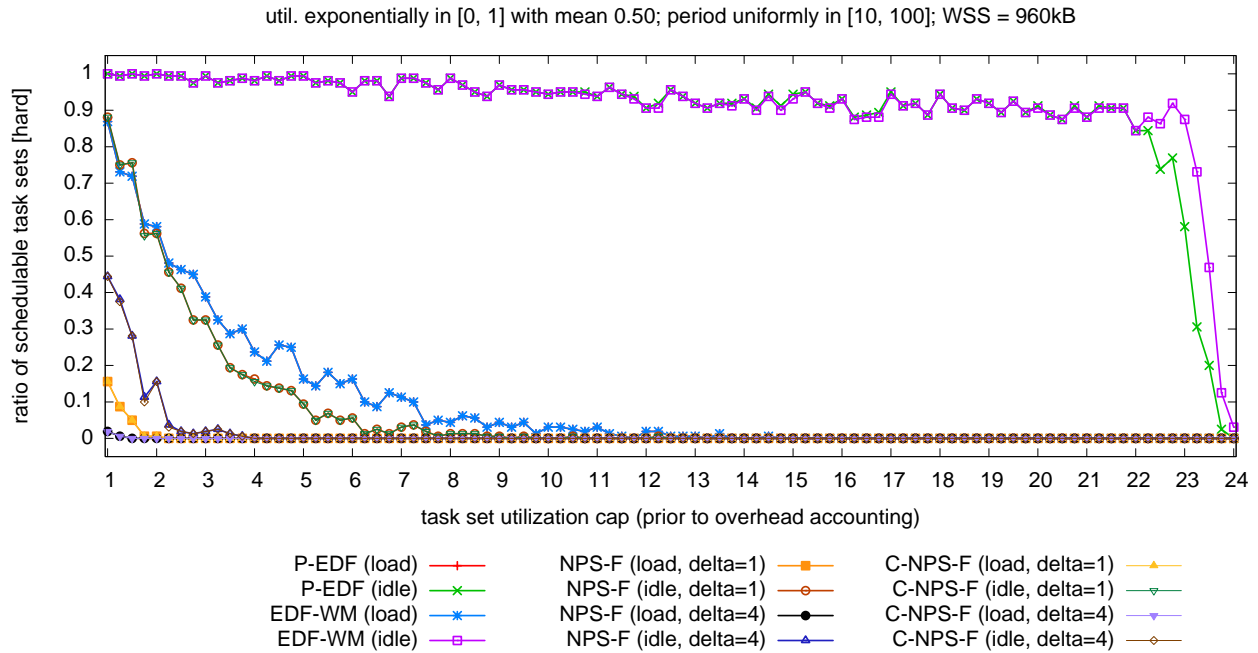 util. exponentially in [0, 1] with mean 0.50; period uniformly in [10, 100]; WSS = 960kB
ratio of schedulable task sets [hard]
1
0.9
0.8
0.7
0.6
0.5
0.4
0.3
0.2
0.1
0
1 2 3 4 5 6 7 8 9 10 11 12 13 14 15 16 17 18 19 20 21 22 23 24
task set utilization cap (prior to overhead accounting)
P-EDF (load)
P-EDF (idle)
EDF-WM (load)
EDF-WM (idle)
NPS-F (load, delta=1)
NPS-F (idle, delta=1)
NPS-F (load, delta=4)
NPS-F (idle, delta=4)
C-NPS-F (load, delta=1)
C-NPS-F (idle, delta=1)
C-NPS-F (load, delta=4)
C-NPS-F (idle, delta=4)